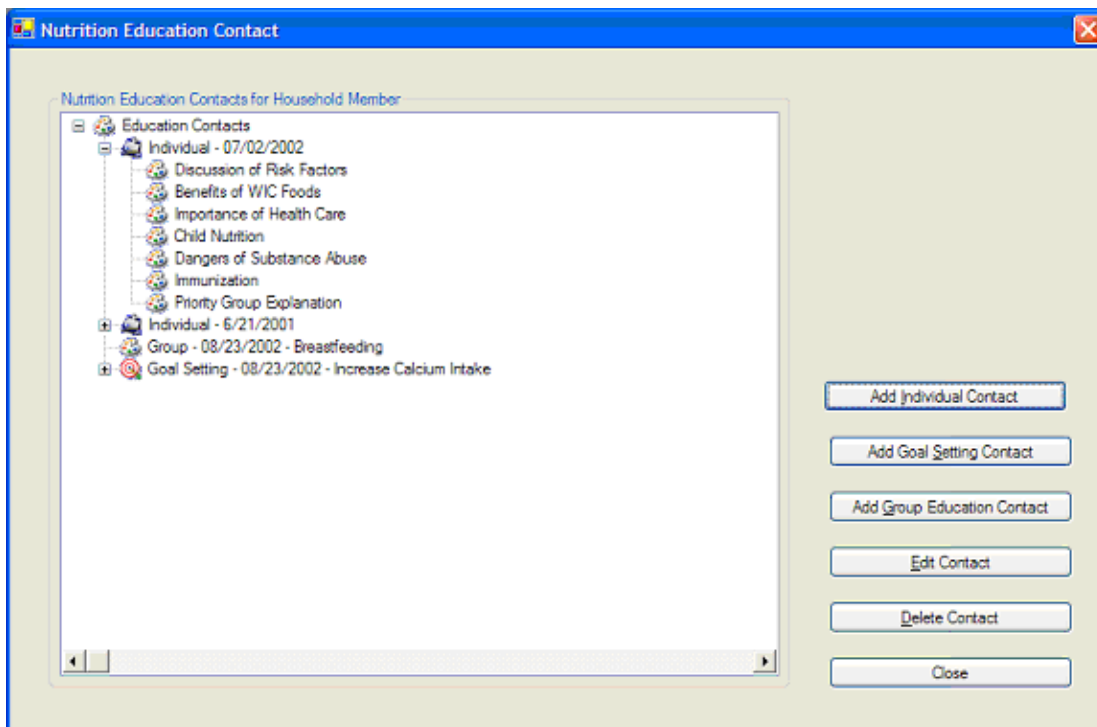 Nutrition Education Contact
Nutrition Education Contacts for Household Member
Education Contacts
Individual - 07/02/2002
Discussion of Risk Factors
Benefits of WIC Foods
Importance of Health Care
Child Nutrition
Dangers of Substance Abuse
Immunization
Priority Group Explanation
Individual - 6/21/2001
Group - 08/23/2002 - Breastfeeding
Goal Setting - 08/23/2002 - Increase Calcium Intake
Add Individual Contact
Add Goal Setting Contact
Add Group Education Contact
Edit Contact
Delete Contact
Close